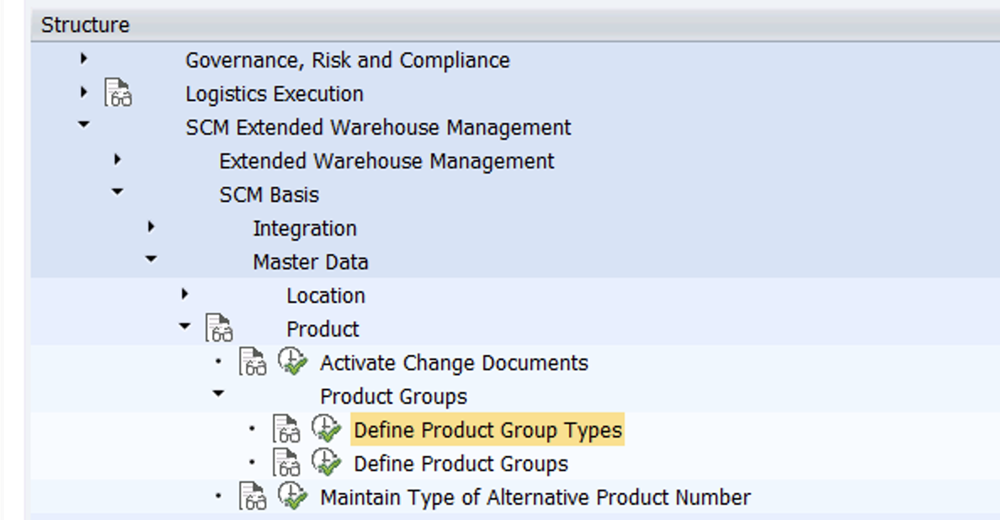 Structure
Governance, Risk and Compliance
Logistics Execution
SCM Extended Warehouse Management
Extended Warehouse Management
SCM Basis
Integration
Master Data
Location
Product
Activate Change Documents
Product Groups
Define Product Group Types
Define Product Groups
Maintain Type of Alternative Product Number